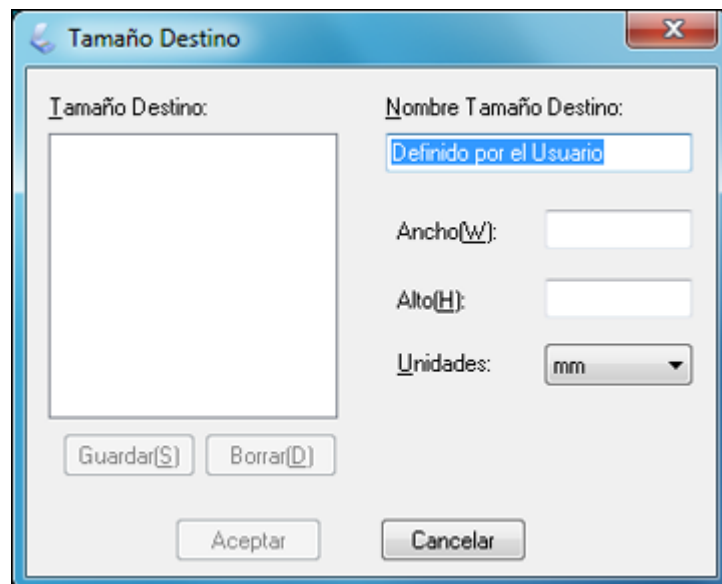 Tamaño Destino
Tamaño Destino:
Nombre Tamaño Destino:
Definido por el Usuario
Ancho(W):
Alto(H):
Unidades:
mm
Guardar(S)
Borrar(D)
Aceptar
Cancelar